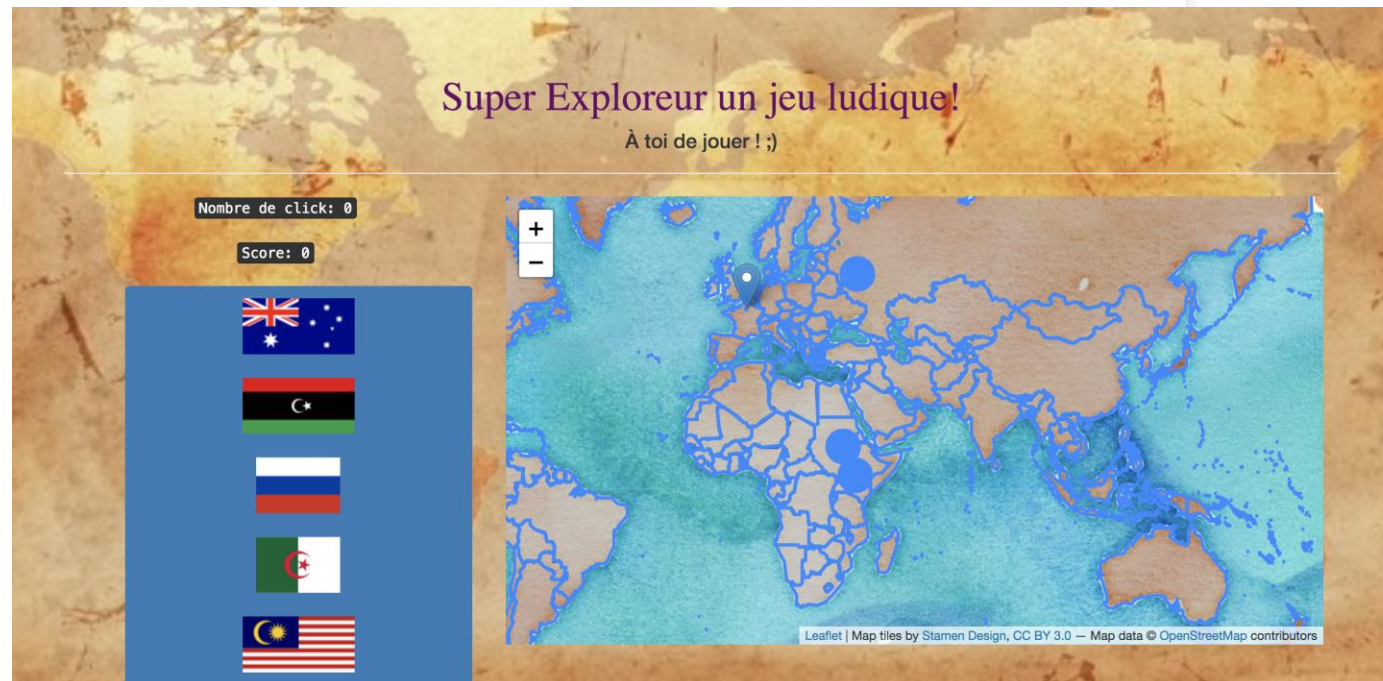 Super Exploreur un jeu ludique!
À toi de jouer ! ;)
Nombre de click: 0
Score: 0
+
−
Leaflet | Map tiles by Stamen Design, CC BY 3.0 — Map data © OpenStreetMap contributors